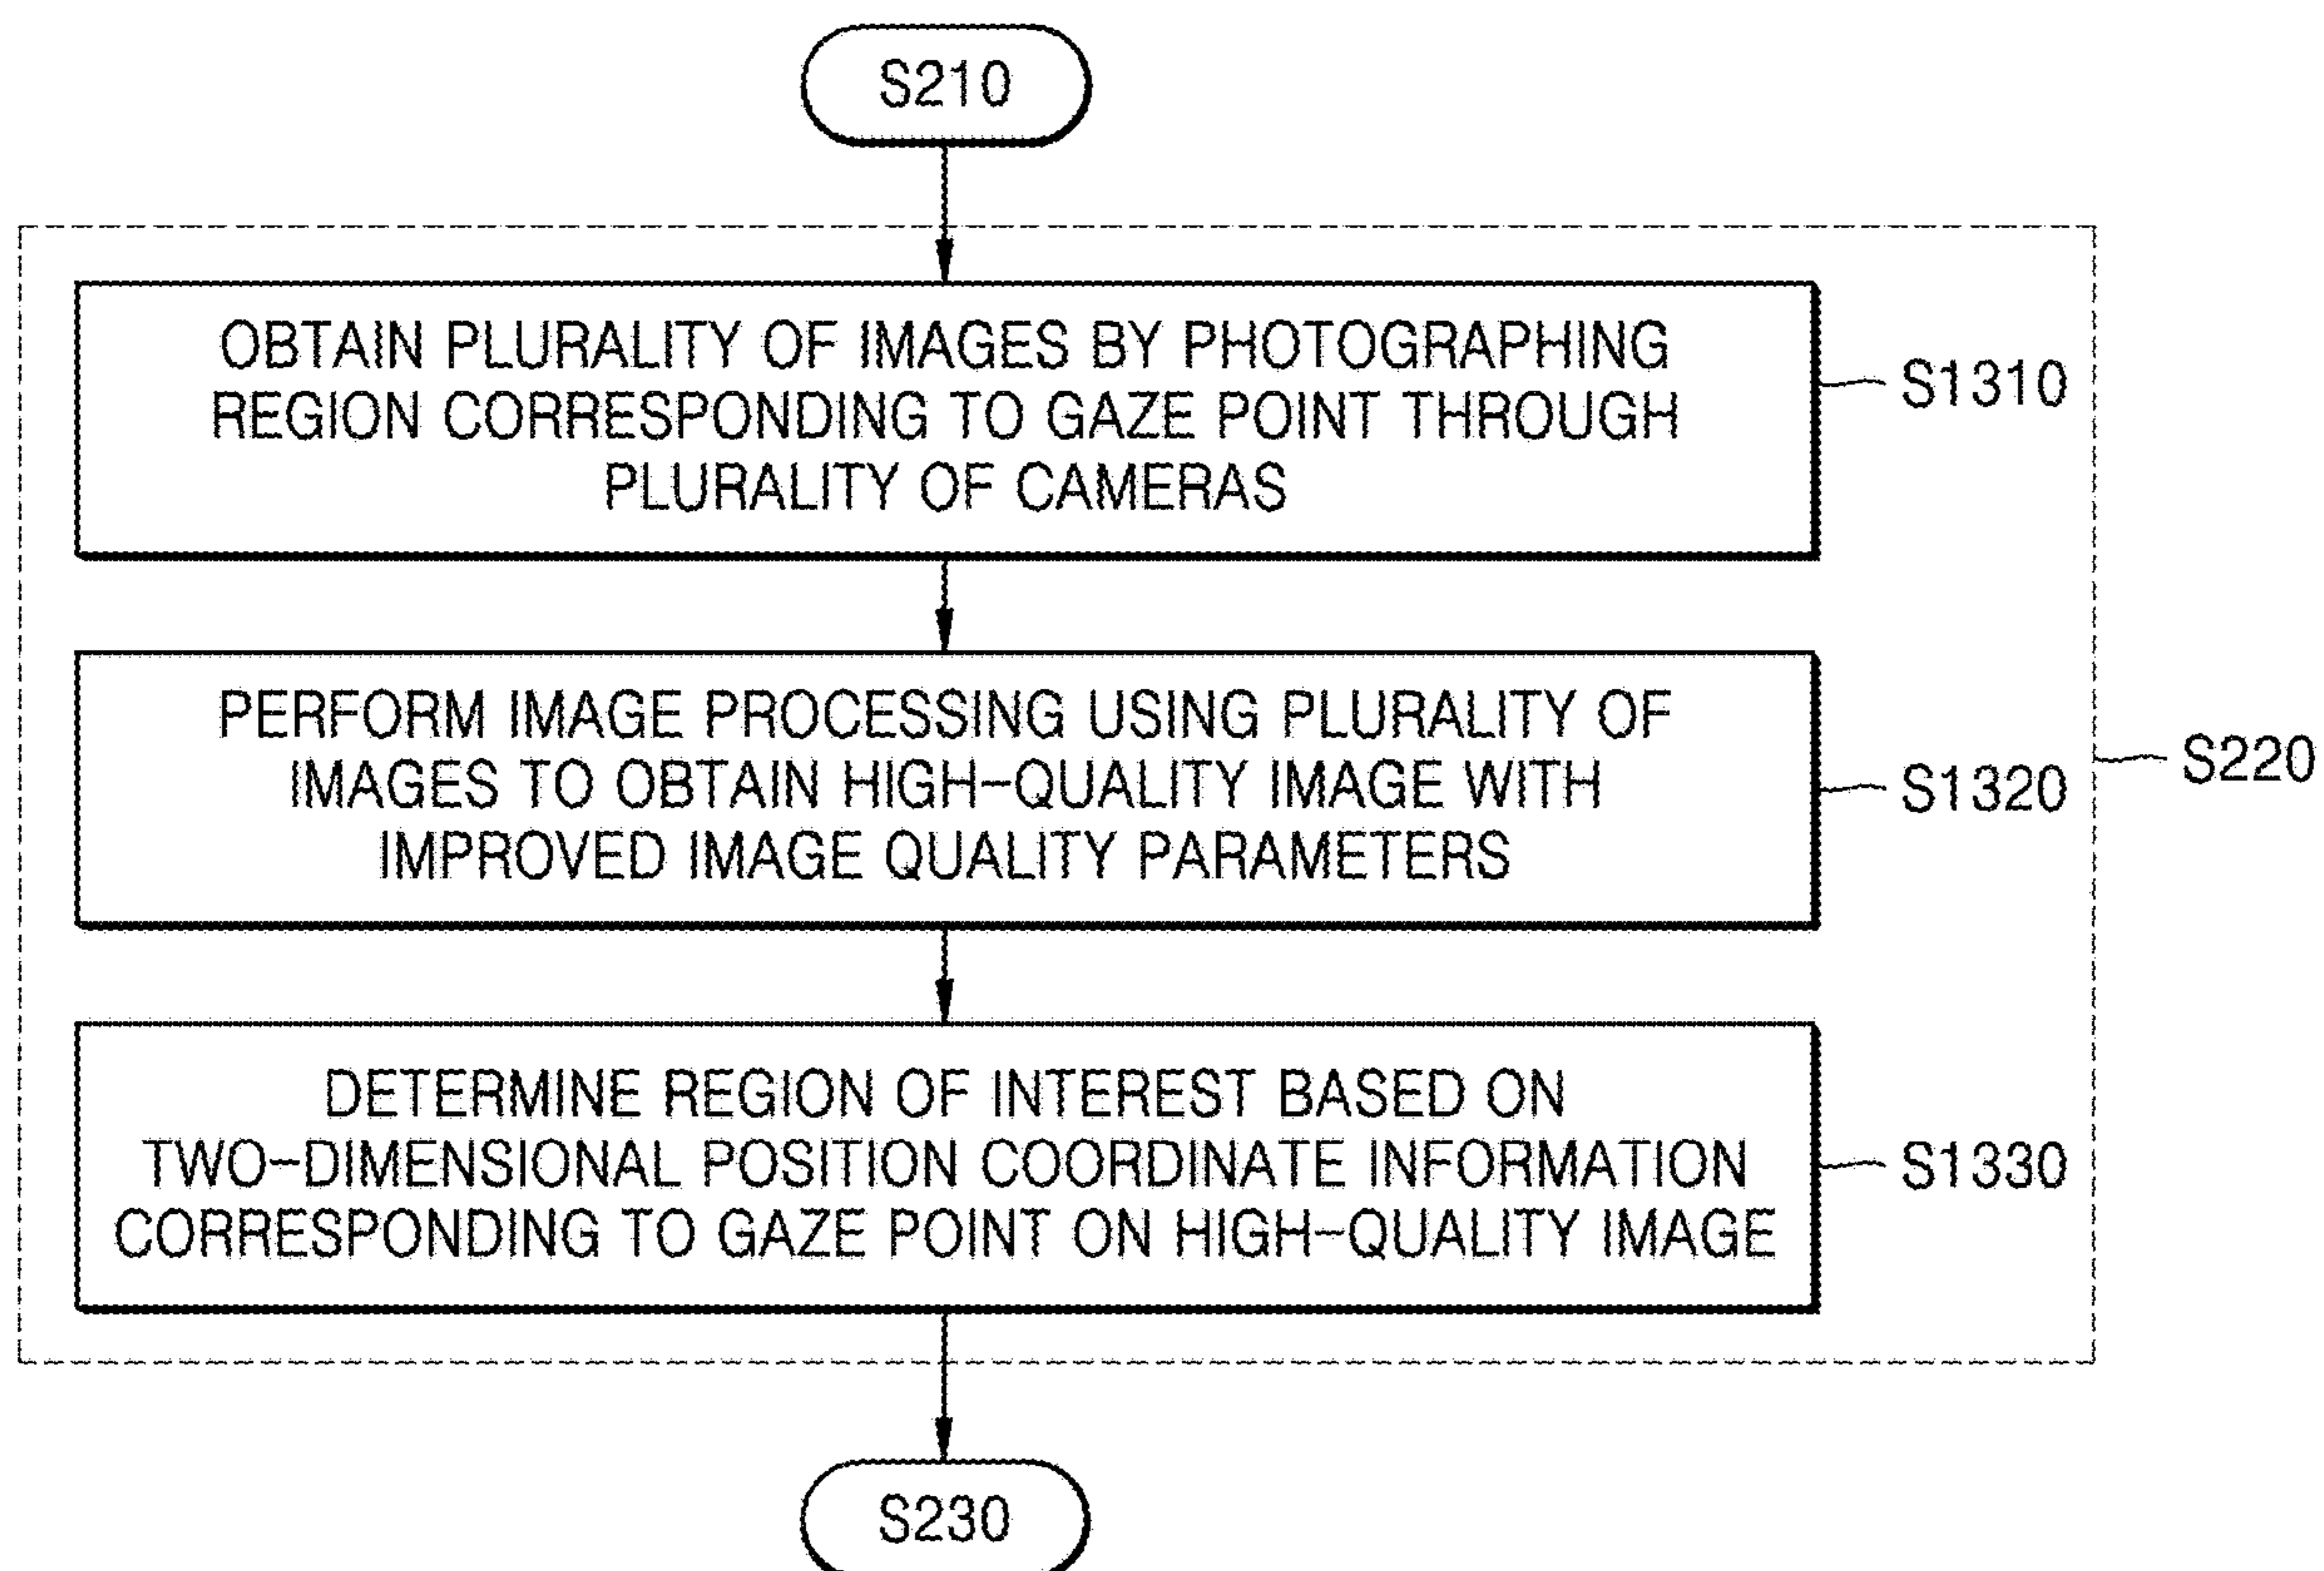 S210
OBTAIN PLURALITY OF IMAGES BY PHOTOGRAPHING
REGION CORRESPONDING TO GAZE POINT THROUGH
PLURALITY OF CAMERAS
S1310
PERFORM IMAGE PROCESSING USING PLURALITY OF
IMAGES TO OBTAIN HIGH-QUALITY IMAGE WITH
IMPROVED IMAGE QUALITY PARAMETERS
S1320
S220
DETERMINE REGION OF INTEREST BASED ON
TWO-DIMENSIONAL POSITION COORDINATE INFORMATION
CORRESPONDING TO GAZE POINT ON HIGH-QUALITY IMAGE
S1330
S230